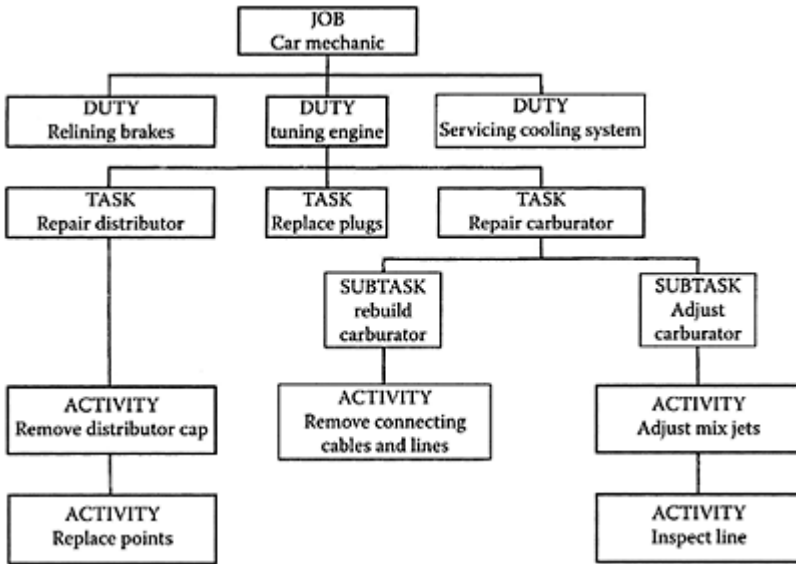 JOB
Car mechanic
DUTY
Relining brakes
DUTY
tuning engine
DUTY
Servicing cooling system
TASK
Repair distributor
TASK
Replace plugs
TASK
Repair carburator
SUBTASK
rebuild
carburator
SUBTASK
Adjust
carburator
ACTIVITY
Remove distributor cap
ACTIVITY
Remove connecting
cables and lines
ACTIVITY
Adjust mix jets
ACTIVITY
Replace points
ACTIVITY
Inspect line